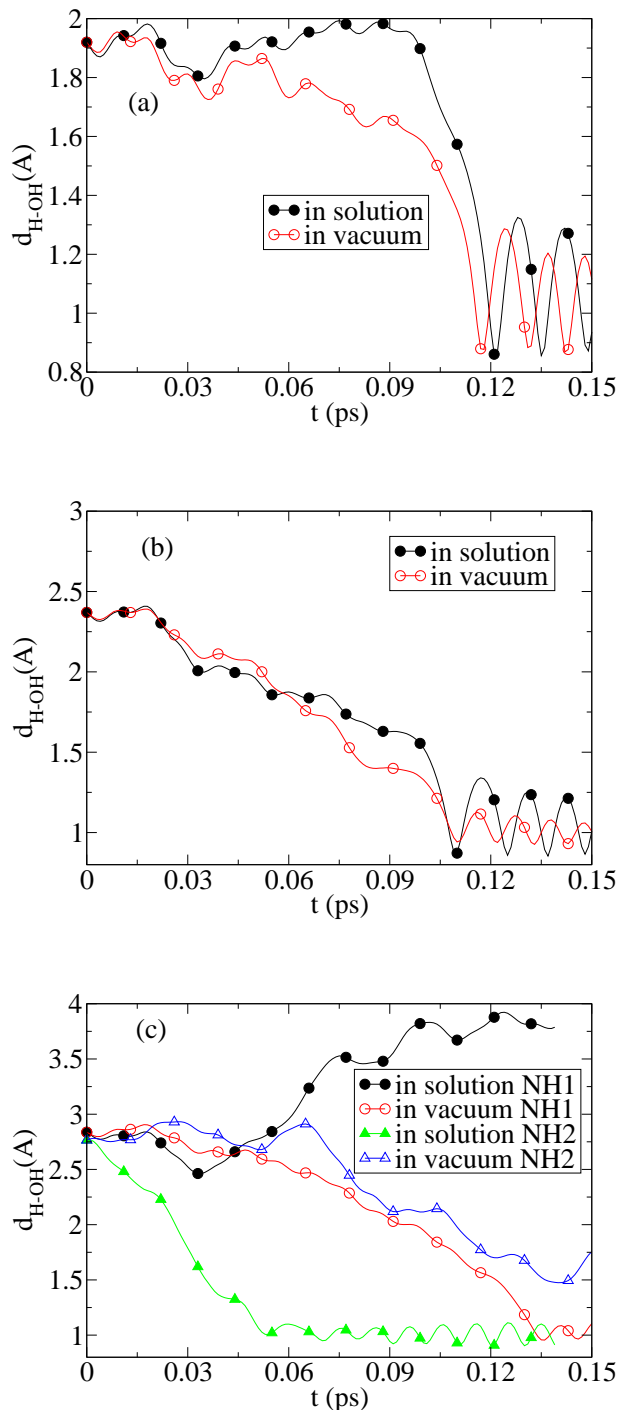 2
1.8
1.6
1.4
1.2
1
0.8
d_H-OH(A)
(a)
in solution
in vacuum
0 0.03 0.06 0.09 0.12 0.15
t (ps)
3
2.5
2
1.5
1
d_H-OH(A)
(b)
in solution
in vacuum
0 0.03 0.06 0.09 0.12 0.15
t (ps)
4
3.5
3
2.5
2
1.5
1
d_H-OH(A)
(c)
in solution NH1
in vacuum NH1
in solution NH2
in vacuum NH2
0 0.03 0.06 0.09 0.12 0.15
t (ps)